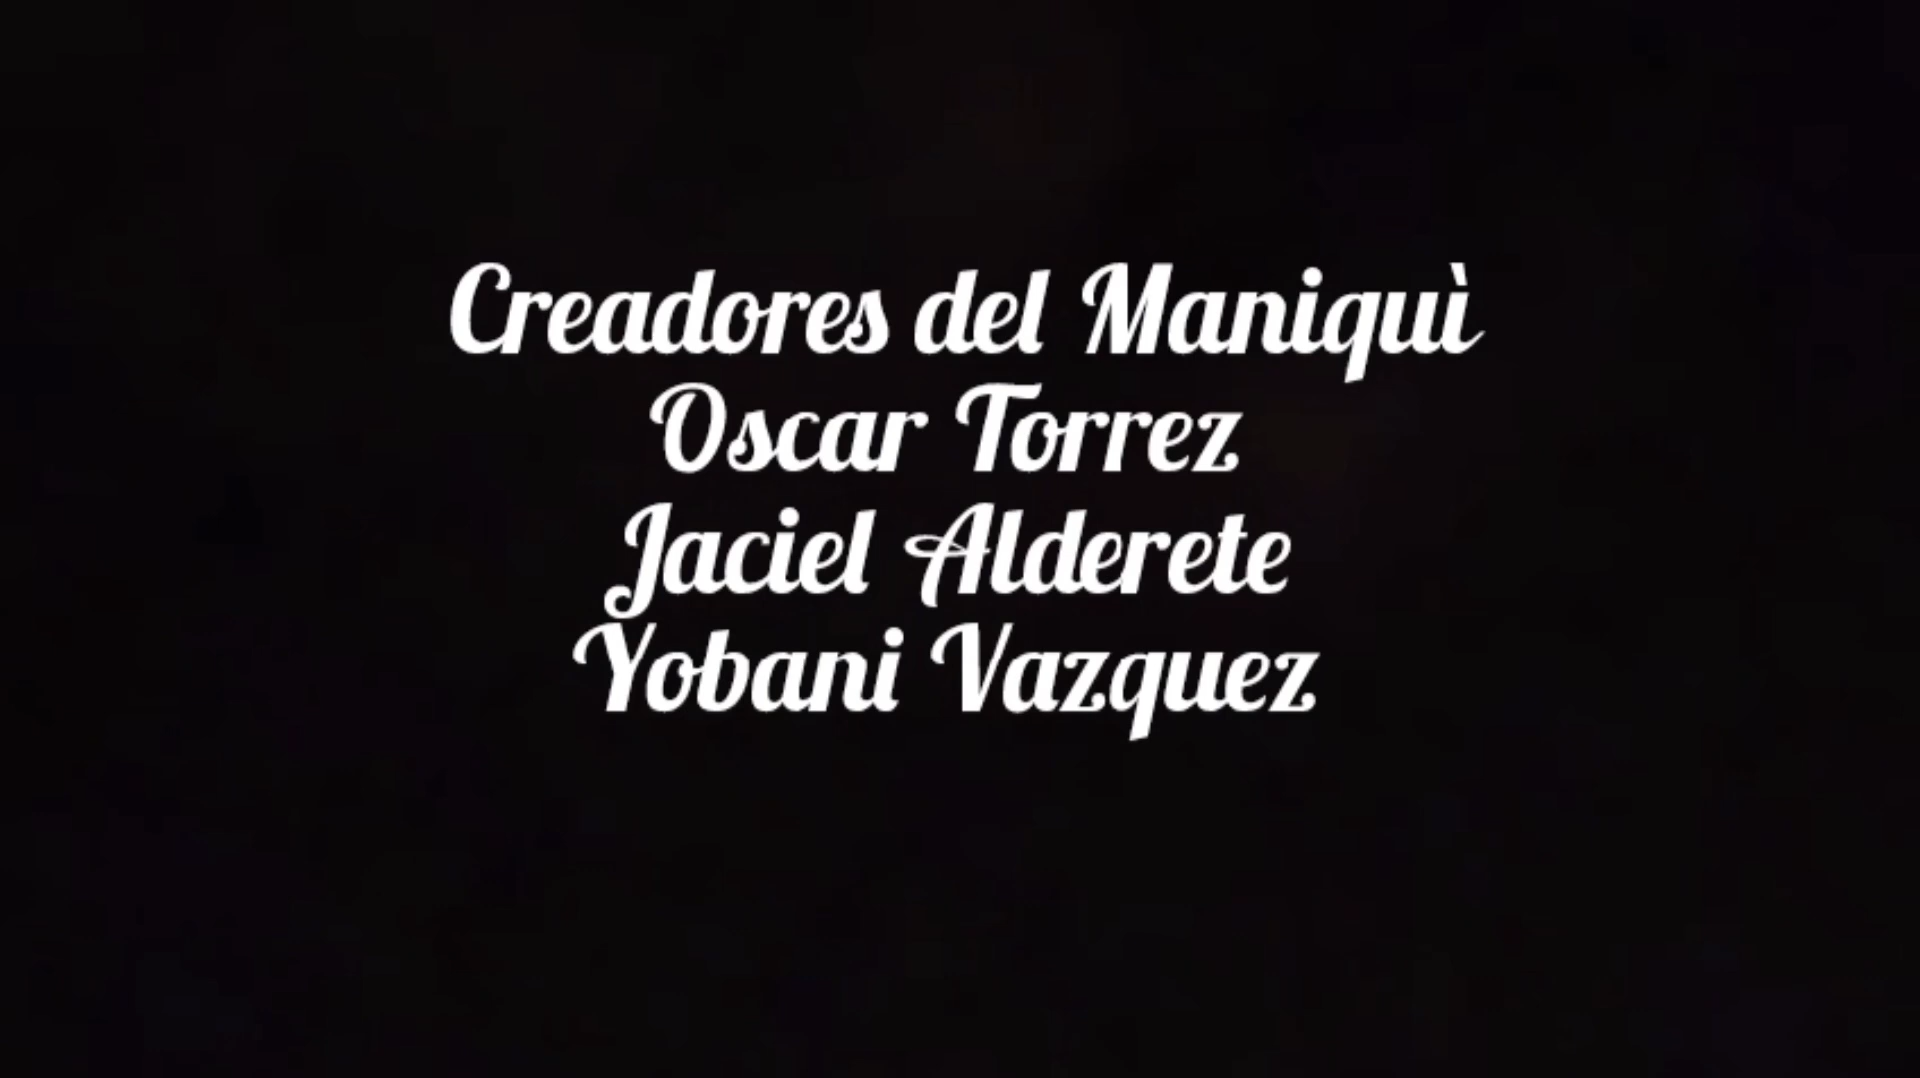 Creadores del Maniquì
Oscar Torrez
Jaciel Alderete
Yobani Vazquez